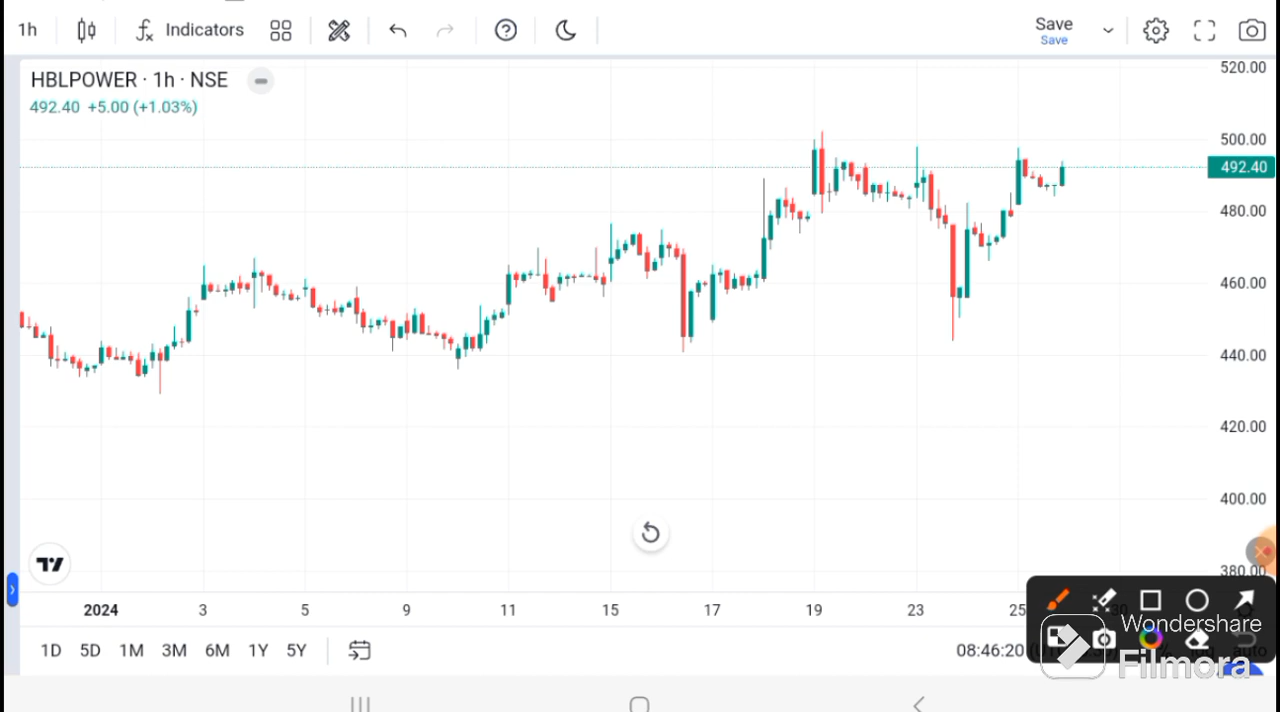 1h Indicators Save
Save
HBLPOWER · 1h · NSE
492.40 +5.00 (+1.03%)
520.00
500.00
492.40
480.00
460.00
440.00
420.00
400.00
380.00
2024 3 5 9 11 15 17 19 23 25
1D 5D 1M 3M 6M 1Y 5Y 08:46:20 auto
Wondershare
Filmora